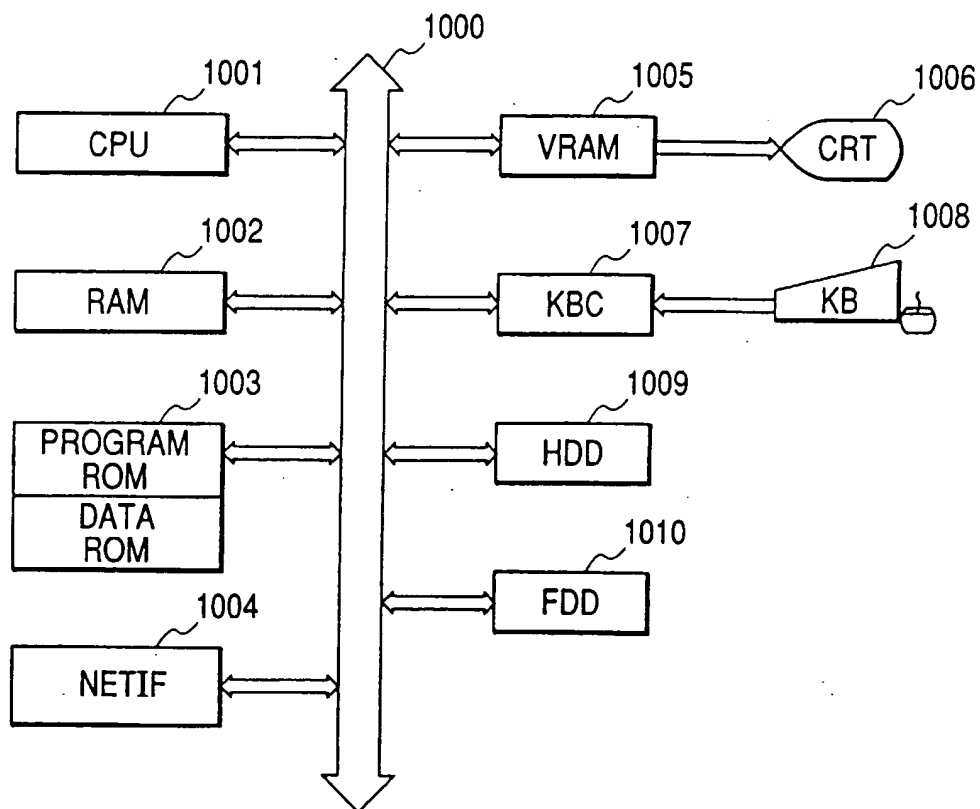 1000
1001
CPU
1002
RAM
1003
PROGRAM
ROM
DATA
ROM
1004
NETIF
1005
VRAM
1006
CRT
1007
KBC
1008
KB
1009
HDD
1010
FDD